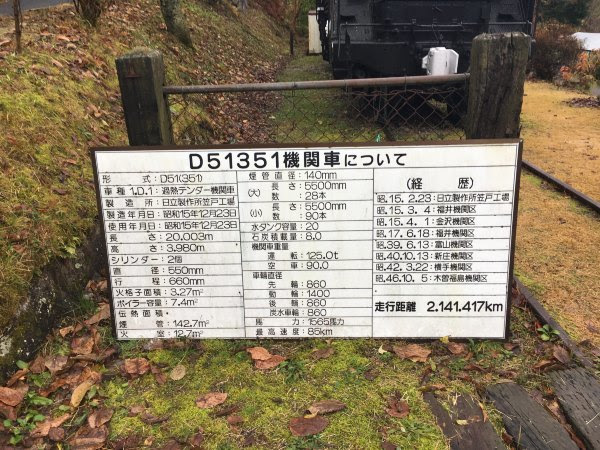 D51351機関車について
形 式:D51(351)
車種 1.D.1:過熱テンダー機関車
製造所:日立製作所笠戸工場
製造年月日:昭和15年12月23日
使用年月日:昭和15年12月23日
長さ:20,003m
高さ:3,980m
シリンダー:2個
直径:550mm
行程:660mm
火格子面積:3.27m²
ボイラー容量:7.4m³
伝熱面積:
煙管:142.7m²
火室:12.7m²
煙管直径:140mm
(大) 長さ:5500mm
数:28本
(小) 長さ:5500mm
数:90本
水タンク容量:20
石炭積載量:8.0
機関車重量
運転:125.0t
空車:90.0
車輪直径
先輪:860
動輪:1400
後輪:860
炭水車輪:860
馬力:1565馬力
最高速度:85km
(経 歴)
昭.15.2.23:日立製作所笠戸工場
昭.15.3.4:福井機関区
昭.15.4.1:金沢機関区
昭.17.6.18:福井機関区
昭.39.6.13:富山機関区
昭.40.10.13:新庄機関区
昭.42.3.22:横手機関区
昭.46.10.5:木曽福島機関区
走行距離 2.141.417km